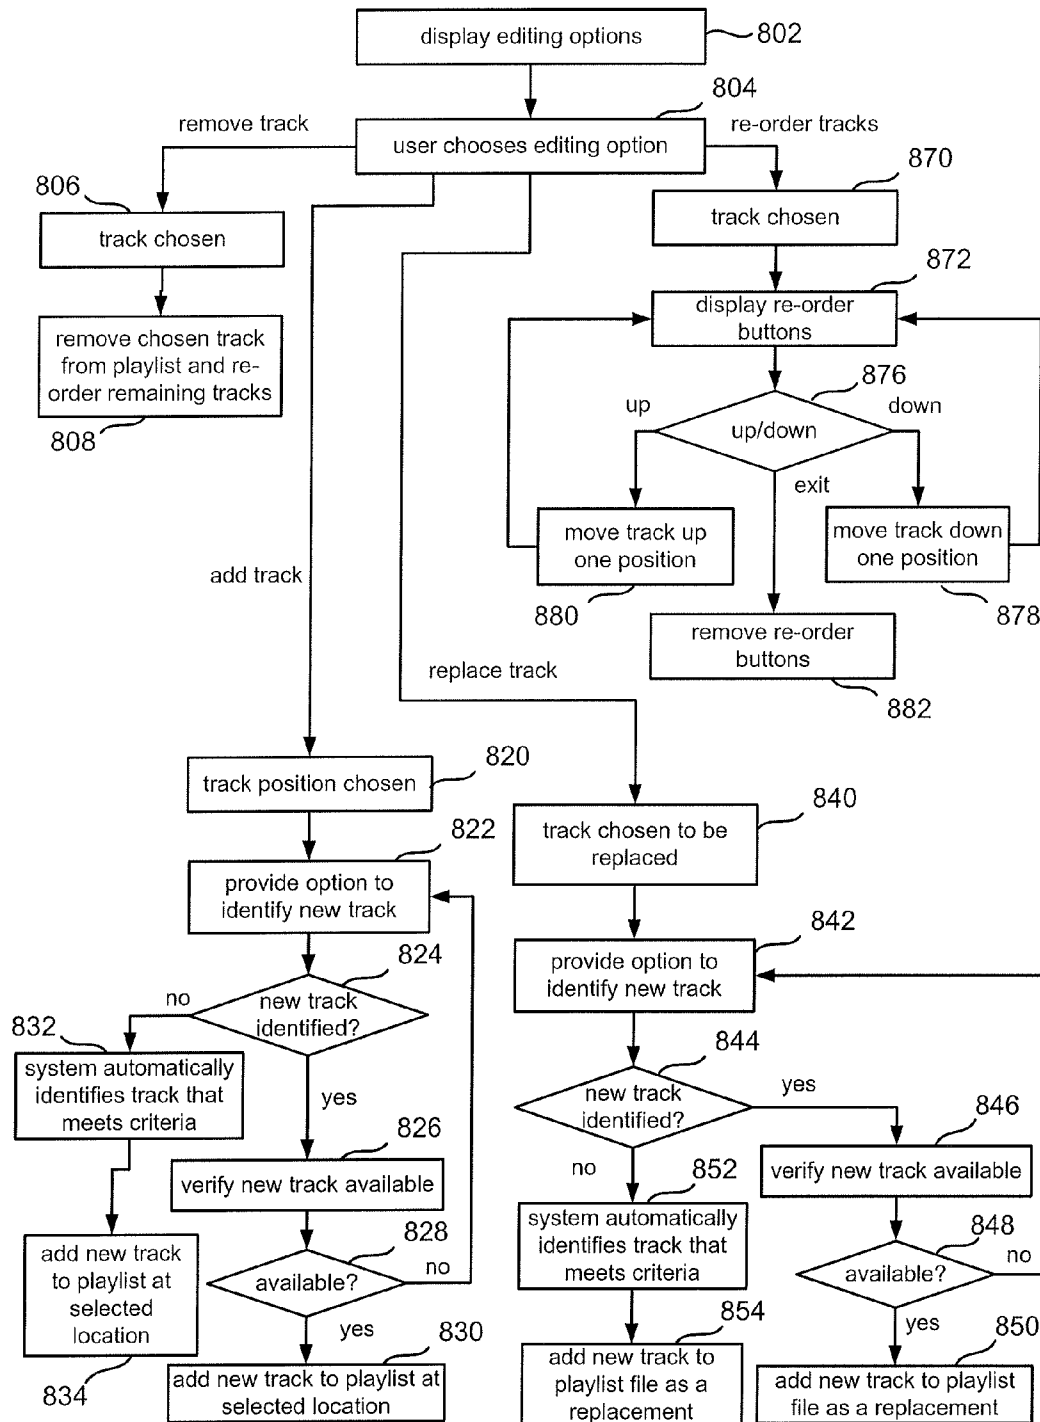 display editing options
802
804
remove track
user chooses editing option
re-order tracks
870
806
track chosen
track chosen
872
display re-order
buttons
remove chosen track
from playlist and re-
order remaining tracks
808
876
up
down
up/down
exit
move track up
one position
move track down
one position
880
878
add track
remove re-order
buttons
882
replace track
820
track position chosen
840
track chosen to be
replaced
822
provide option to
identify new track
842
provide option to
identify new track
824
no
new track
identified?
832
system automatically
identifies track that
meets criteria
yes
844
new track
identified?
yes
826
verify new track available
846
verify new track available
no
852
system automatically
identifies track that
meets criteria
828
available?
no
848
available?
no
add new track
to playlist at
selected
location
834
yes
830
add new track to playlist at
selected location
854
add new track to
playlist file as a
replacement
yes
850
add new track to playlist
file as a replacement